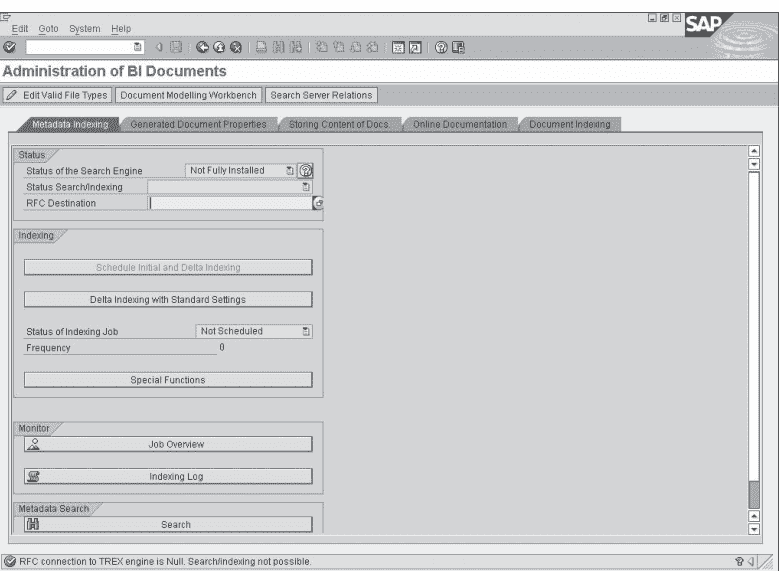 Edit Goto System Help
SAP
Administration of BI Documents
Edit Valid File Types Document Modelling Workbench Search Server Relations
Metadata Indexing Generated Document Properties Storing Content of Docs. Online Documentation Document Indexing
Status
Status of the Search Engine Not Fully Installed
Status Search/Indexing
RFC Destination
Indexing
Schedule Initial and Delta Indexing
Delta Indexing with Standard Settings
Status of Indexing Job Not Scheduled
Frequency 0
Special Functions
Monitor
Job Overview
Indexing Log
Metadata Search
Search
RFC connection to TREX engine is Null. Search/indexing not possible.